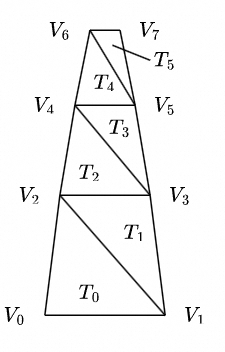 V₆ V₇
T₅
T₄
V₄ V₅
T₃
T₂
V₂ V₃
T₁
T₀
V₀ V₁